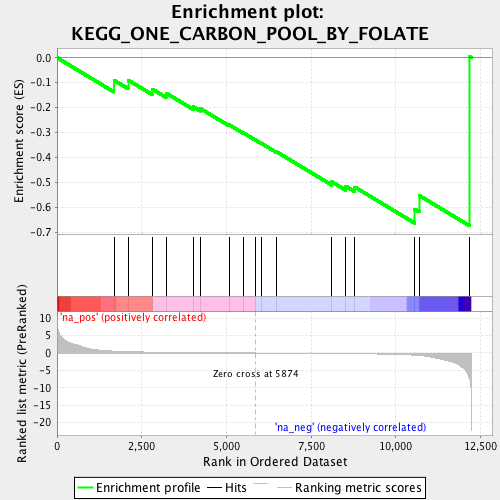 Enrichment plot:
KEGG_ONE_CARBON_POOL_BY_FOLATE
Enrichment score (ES)
0.0
-0.1
-0.2
-0.3
-0.4
-0.5
-0.6
-0.7
'na_pos' (positively correlated)
Ranked list metric (PreRanked)
10
5
0
-5
-10
-15
-20
Zero cross at 5874
'na_neg' (negatively correlated)
0
2,500
5,000
7,500
10,000
12,500
Rank in Ordered Dataset
Enrichment profile
Hits
Ranking metric scores